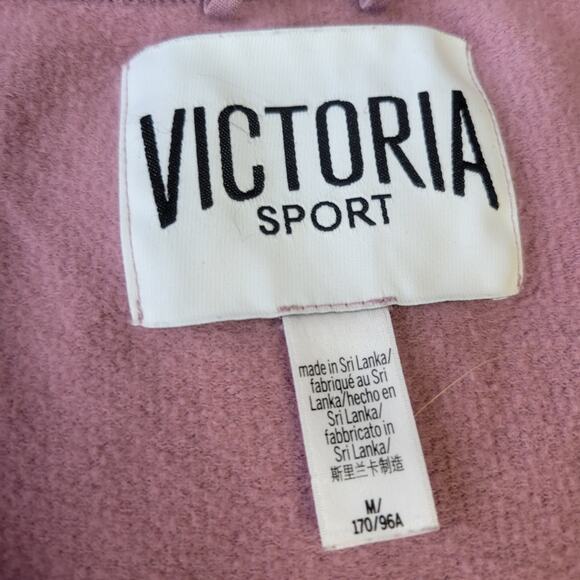 VICTORIA
SPORT
made in Sri Lanka/
fabriqué au Sri
Lanka/hecho en
Sri Lanka/
fabbricato in
Sri Lanka/
斯里兰卡制造
M/
170/96A